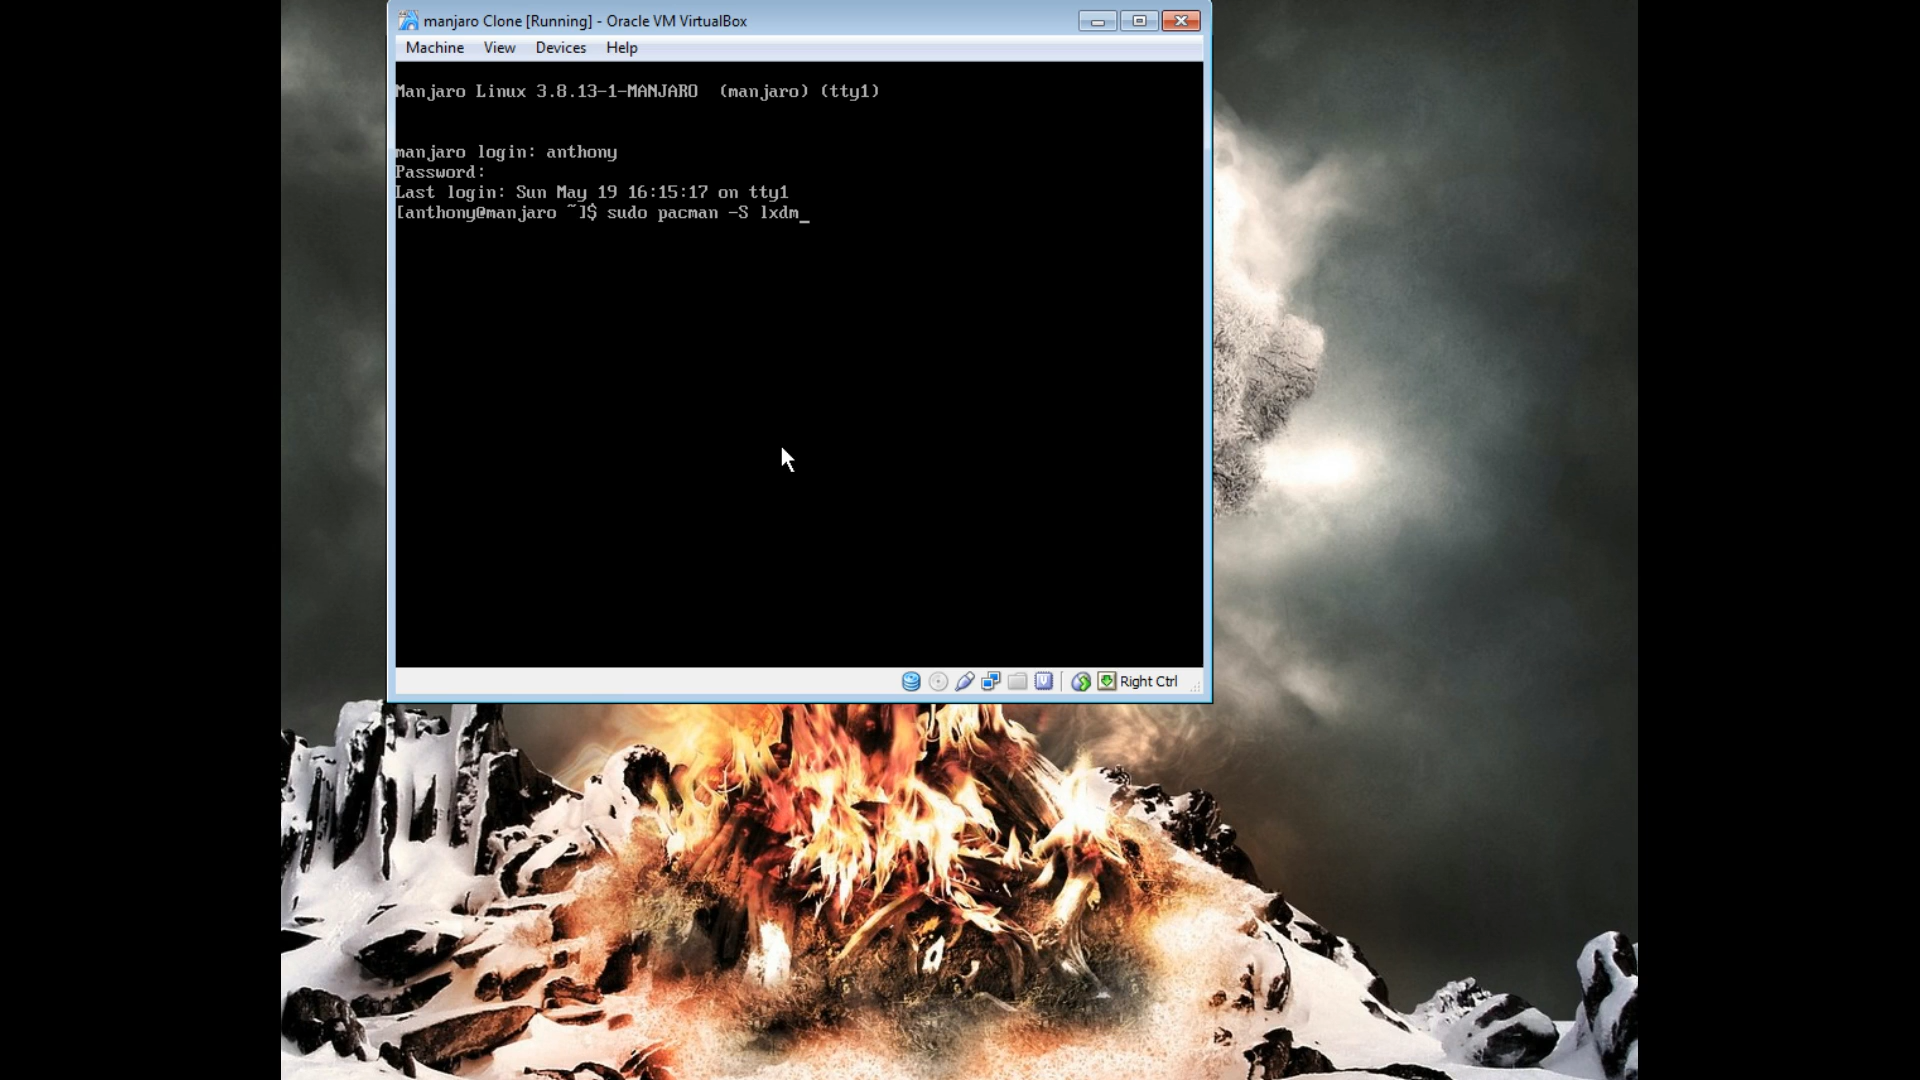 manjaro Clone [Running] - Oracle VM VirtualBox
Machine View Devices Help
Manjaro Linux 3.8.13-1-MANJARO  (manjaro) (tty1)
manjaro login: anthony
Password:
Last login: Sun May 19 16:15:17 on tty1
[anthony@manjaro ~]$ sudo pacman -S lxdm_
Right Ctrl